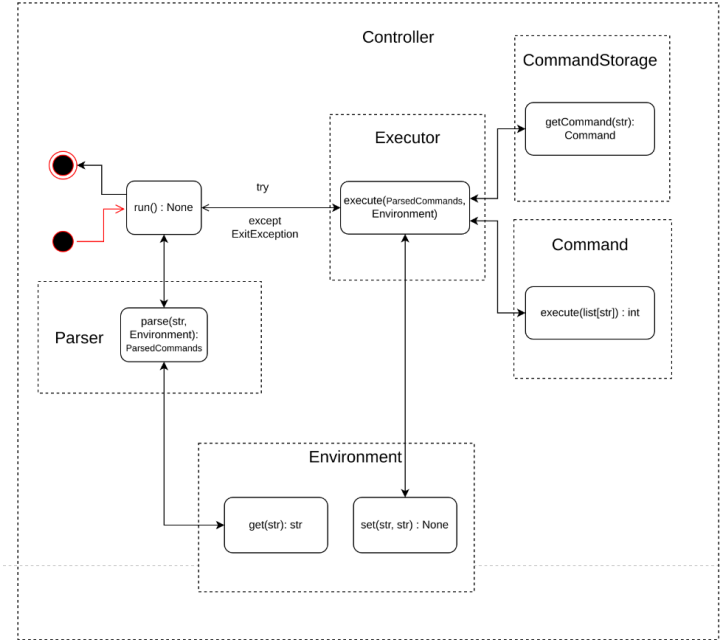 Controller
CommandStorage
getCommand(str):
Command
Executor
execute(ParsedCommands,
Environment)
try
except
ExitException
run() : None
Command
execute(list[str]) : int
Parser
parse(str,
Environment):
ParsedCommands
Environment
get(str): str
set(str, str) : None